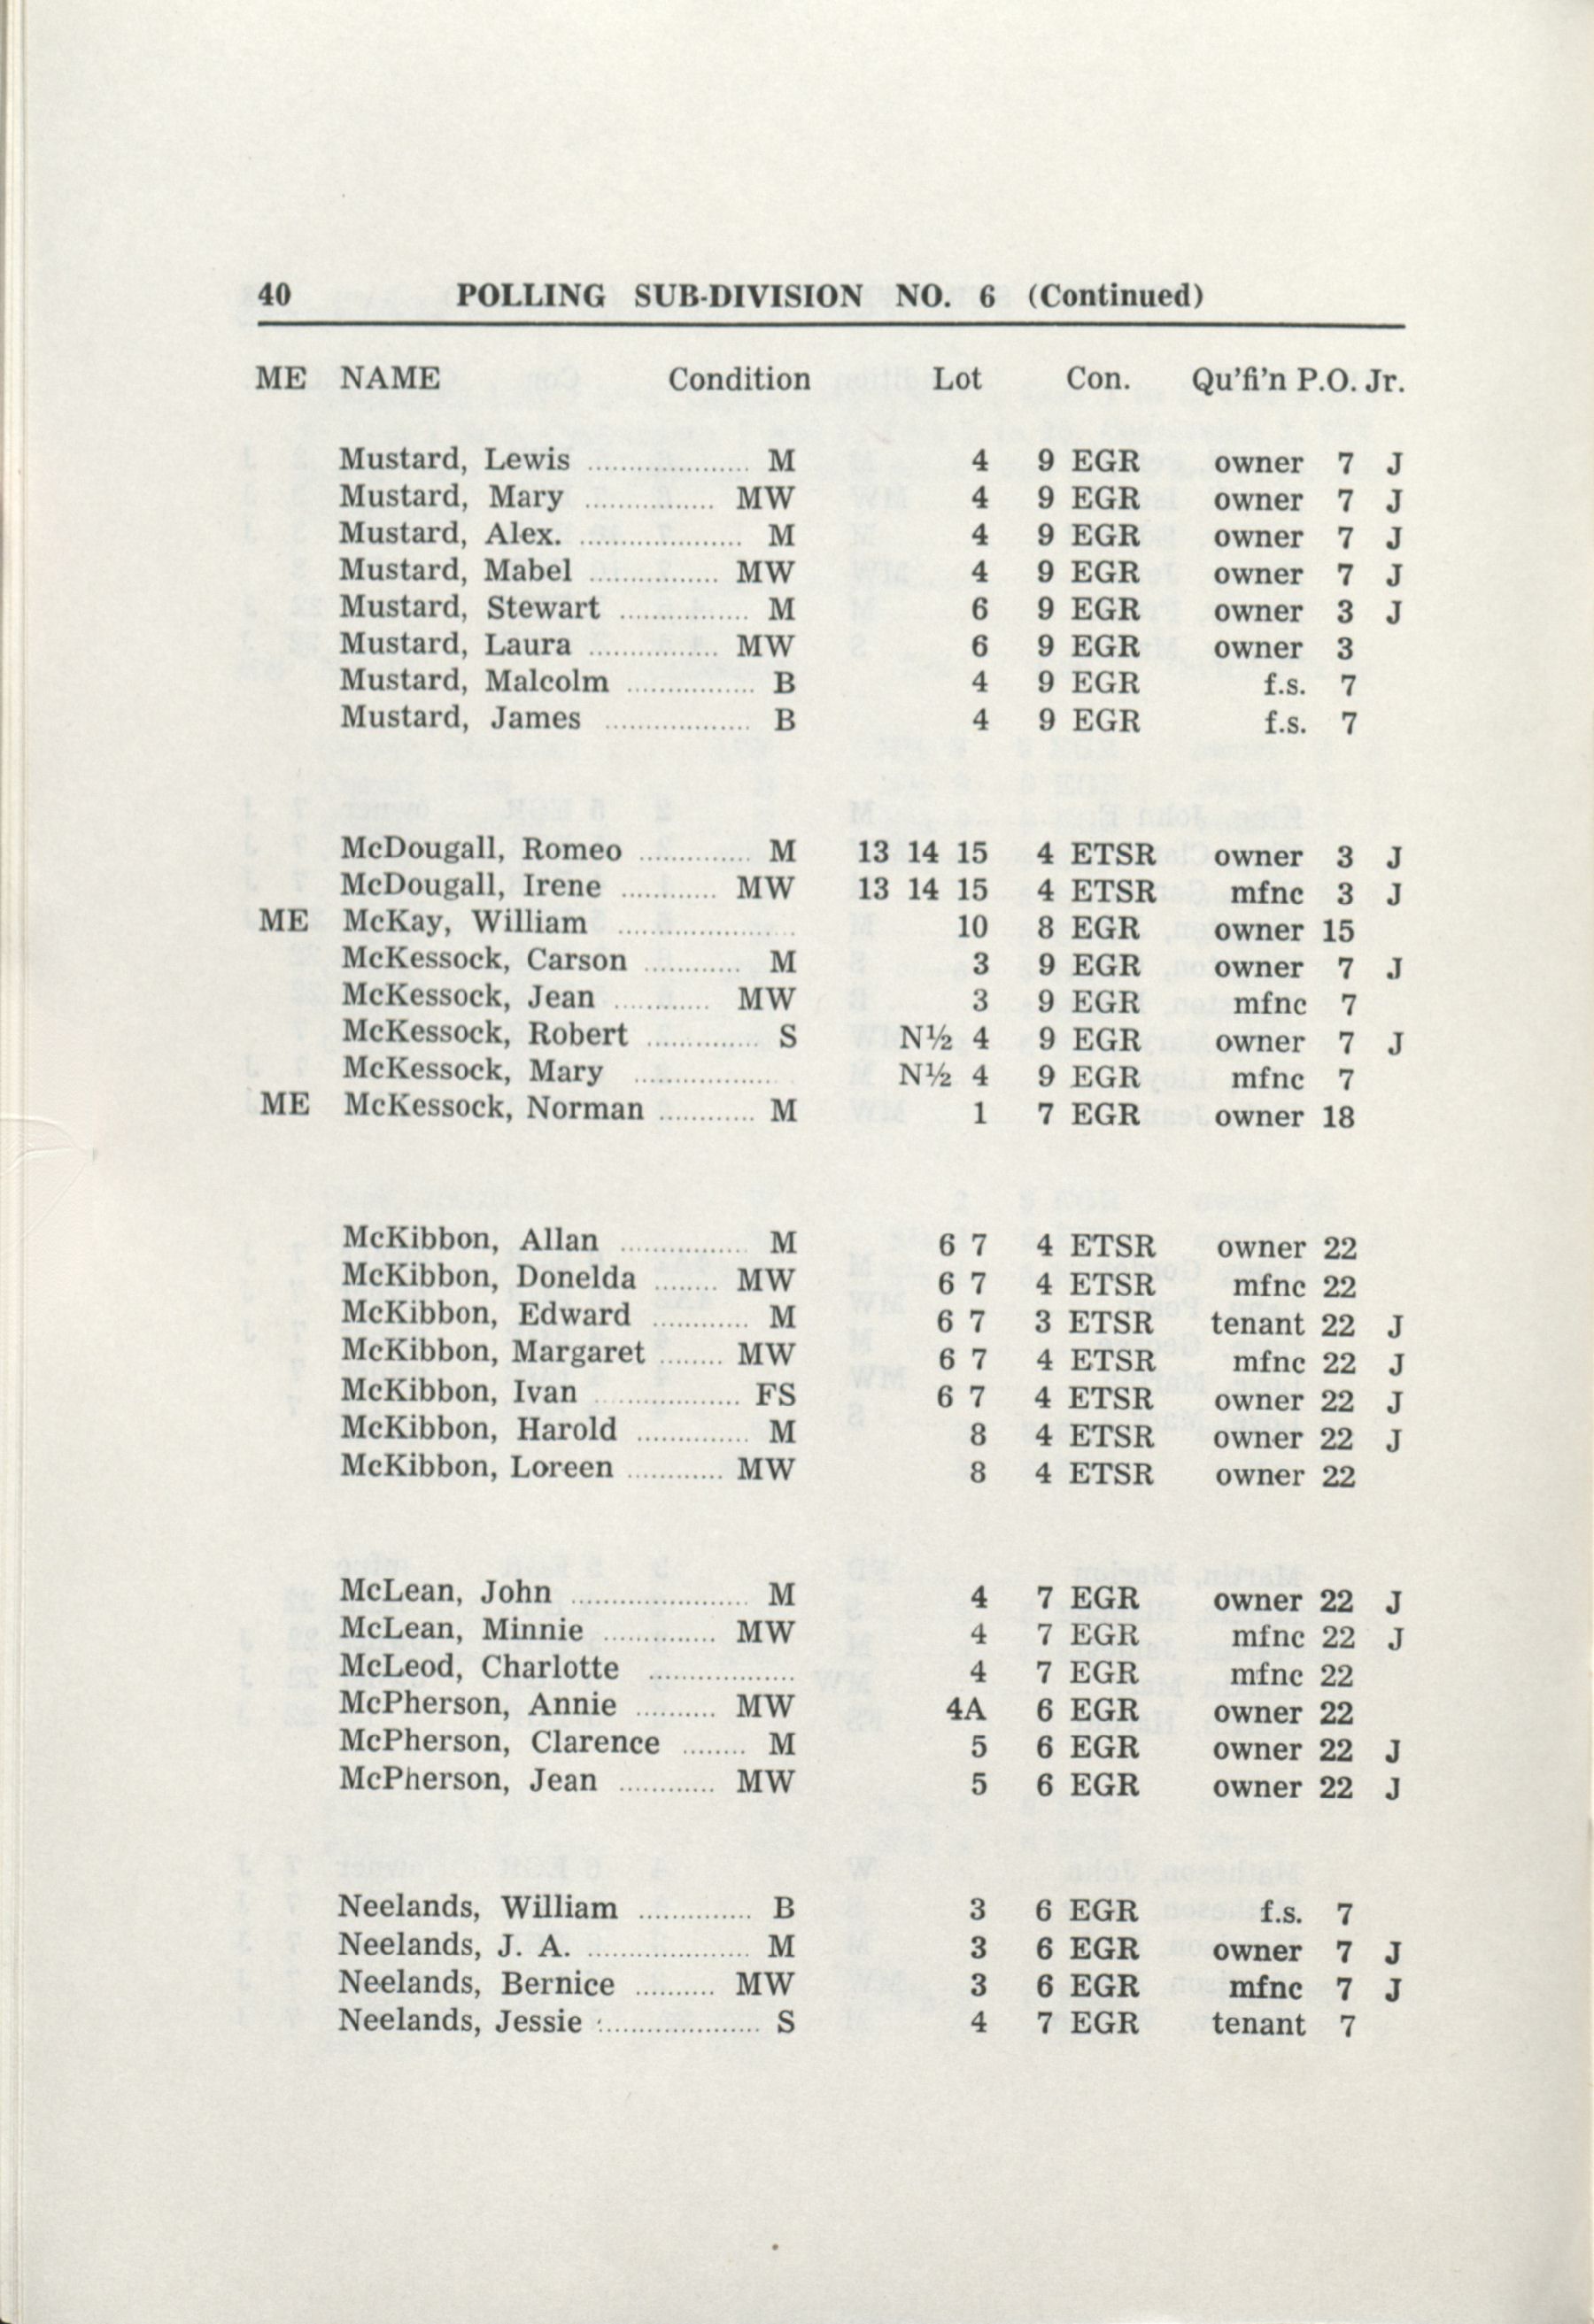 40 POLLING SUB-DIVISION NO. 6 (Continued)
ME NAME Condition Lot Con. Qu'fi'n P.O. Jr.
Mustard, Lewis .................... M 4 9 EGR owner 7 J
Mustard, Mary ................ MW 4 9 EGR owner 7 J
Mustard, Alex. .................... M 4 9 EGR owner 7 J
Mustard, Mabel ................ MW 4 9 EGR owner 7 J
Mustard, Stewart ................ M 6 9 EGR owner 3 J
Mustard, Laura ................ MW 6 9 EGR owner 3
Mustard, Malcolm ................ B 4 9 EGR f.s. 7
Mustard, James .................. B 4 9 EGR f.s. 7
McDougall, Romeo .............. M 13 14 15 4 ETSR owner 3 J
McDougall, Irene ............ MW 13 14 15 4 ETSR mfnc 3 J
ME McKay, William ...................... 10 8 EGR owner 15
McKessock, Carson ............ M 3 9 EGR owner 7 J
McKessock, Jean ............ MW 3 9 EGR mfnc 7
McKessock, Robert .............. S N½ 4 9 EGR owner 7 J
McKessock, Mary .................. N½ 4 9 EGR mfnc 7
ME McKessock, Norman ............ M 1 7 EGR owner 18
McKibbon, Allan ................ M 6 7 4 ETSR owner 22
McKibbon, Donelda ........ MW 6 7 4 ETSR mfnc 22
McKibbon, Edward ............ M 6 7 3 ETSR tenant 22 J
McKibbon, Margaret ........ MW 6 7 4 ETSR mfnc 22 J
McKibbon, Ivan .................. FS 6 7 4 ETSR owner 22 J
McKibbon, Harold .............. M 8 4 ETSR owner 22 J
McKibbon, Loreen ............ MW 8 4 ETSR owner 22
McLean, John ...................... M 4 7 EGR owner 22 J
McLean, Minnie .............. MW 4 7 EGR mfnc 22 J
McLeod, Charlotte .................. 4 7 EGR mfnc 22
McPherson, Annie .......... MW 4A 6 EGR owner 22
McPherson, Clarence ........ M 5 6 EGR owner 22 J
McPherson, Jean ............ MW 5 6 EGR owner 22 J
Neelands, William .............. B 3 6 EGR f.s. 7
Neelands, J. A. .................... M 3 6 EGR owner 7 J
Neelands, Bernice .......... MW 3 6 EGR mfnc 7 J
Neelands, Jessie :.................... S 4 7 EGR tenant 7